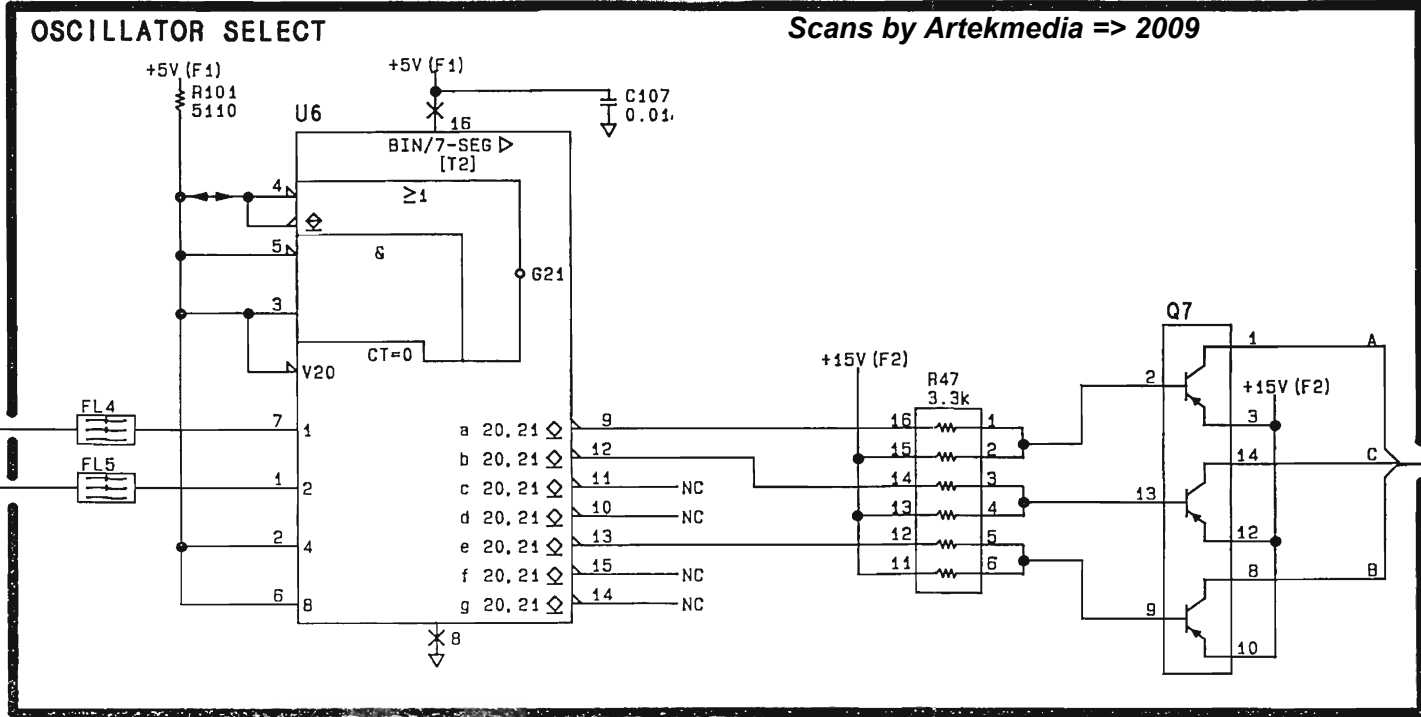 OSCILLATOR SELECT
Scans by Artekmedia => 2009
+5V (F1)
R101
5110
+5V (F1)
C107
0.01
U6
16
BIN/7-SEG
[T2]
4
≥1
5
&
G21
3
CT=0
V20
FL4
7
1
FL5
1
2
2
4
6
8
8
a 20,21
9
b 20,21
12
c 20,21
11
NC
d 20,21
10
NC
e 20,21
13
f 20,21
15
NC
g 20,21
14
NC
+15V (F2)
R47
3.3k
16
1
15
2
14
3
13
4
12
5
11
6
Q7
1
A
2
+15V (F2)
3
14
C
13
12
8
B
9
10